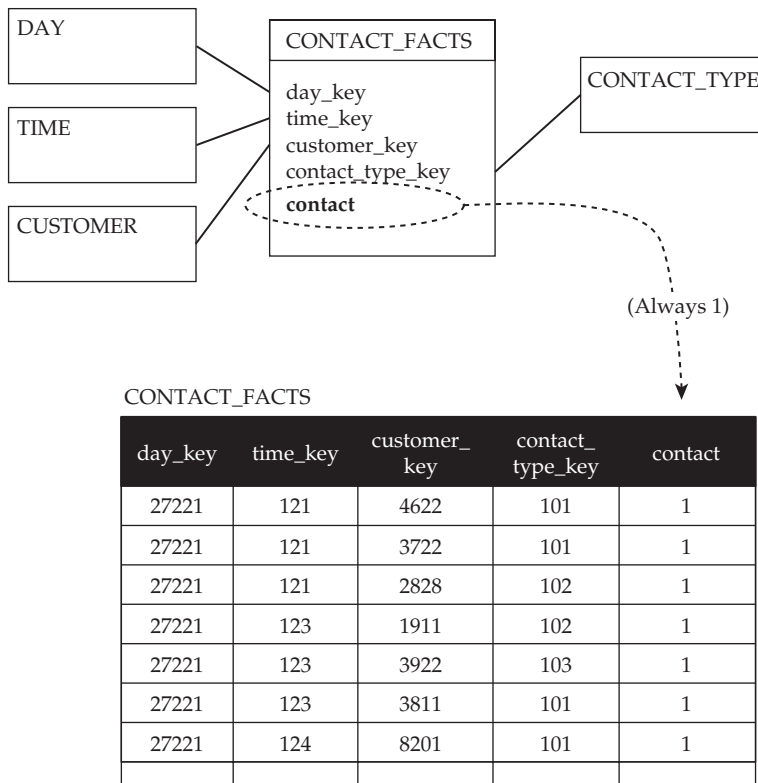 DAY
TIME
CUSTOMER
CONTACT_FACTS
day_key
time_key
customer_key
contact_type_key
contact
CONTACT_TYPE
(Always 1)
CONTACT_FACTS
day_key time_key customer_ key contact_ type_key contact
27221 121 4622 101 1
27221 121 3722 101 1
27221 121 2828 102 1
27221 123 1911 102 1
27221 123 3922 103 1
27221 123 3811 101 1
27221 124 8201 101 1